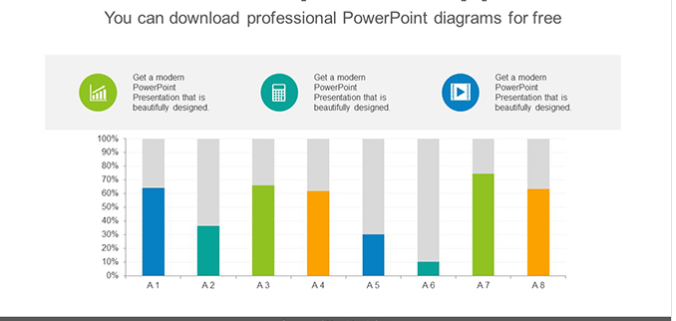 You can download professional PowerPoint diagrams for free
Get a modern
PowerPoint
Presentation that is
beautifully designed.
Get a modern
PowerPoint
Presentation that is
beautifully designed.
Get a modern
PowerPoint
Presentation that is
beautifully designed.
100%
90%
80%
70%
60%
50%
40%
30%
20%
10%
0%
A 1 A 2 A 3 A 4 A 5 A 6 A 7 A 8